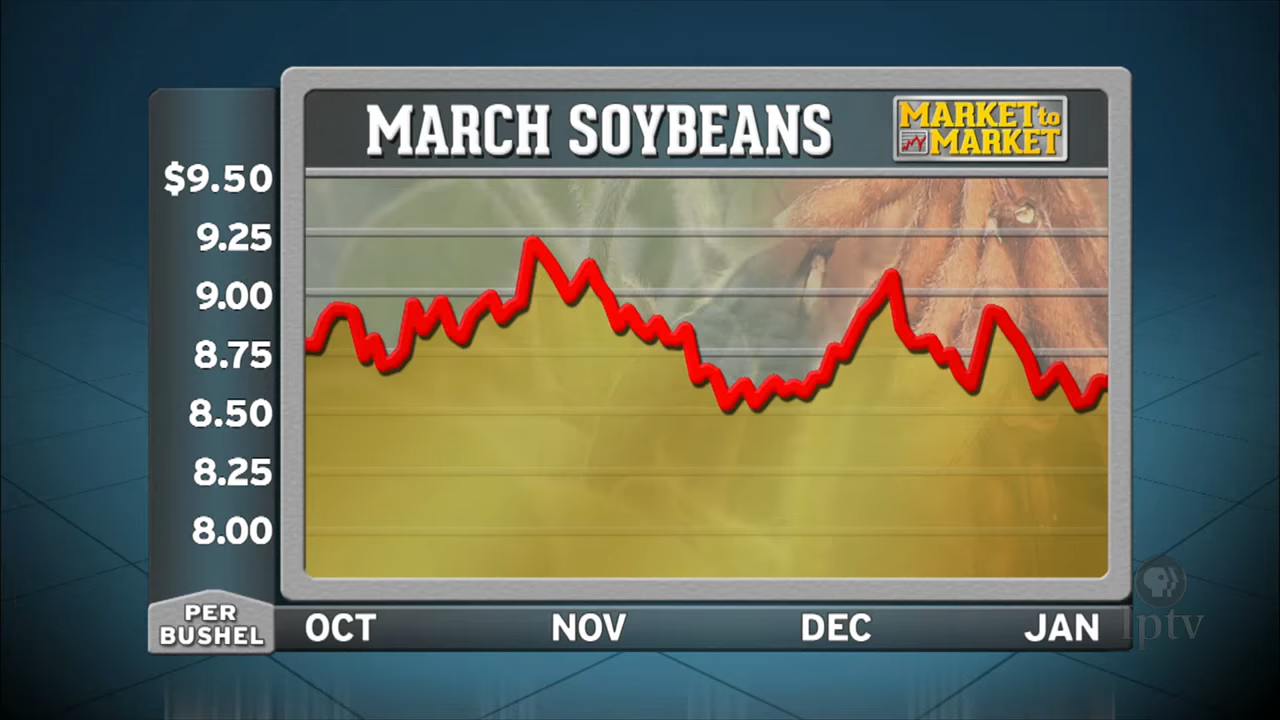 MARCH SOYBEANS
MARKET to
MARKET
$9.50
9.25
9.00
8.75
8.50
8.25
8.00
PER
BUSHEL
OCT NOV DEC JAN
Iptv